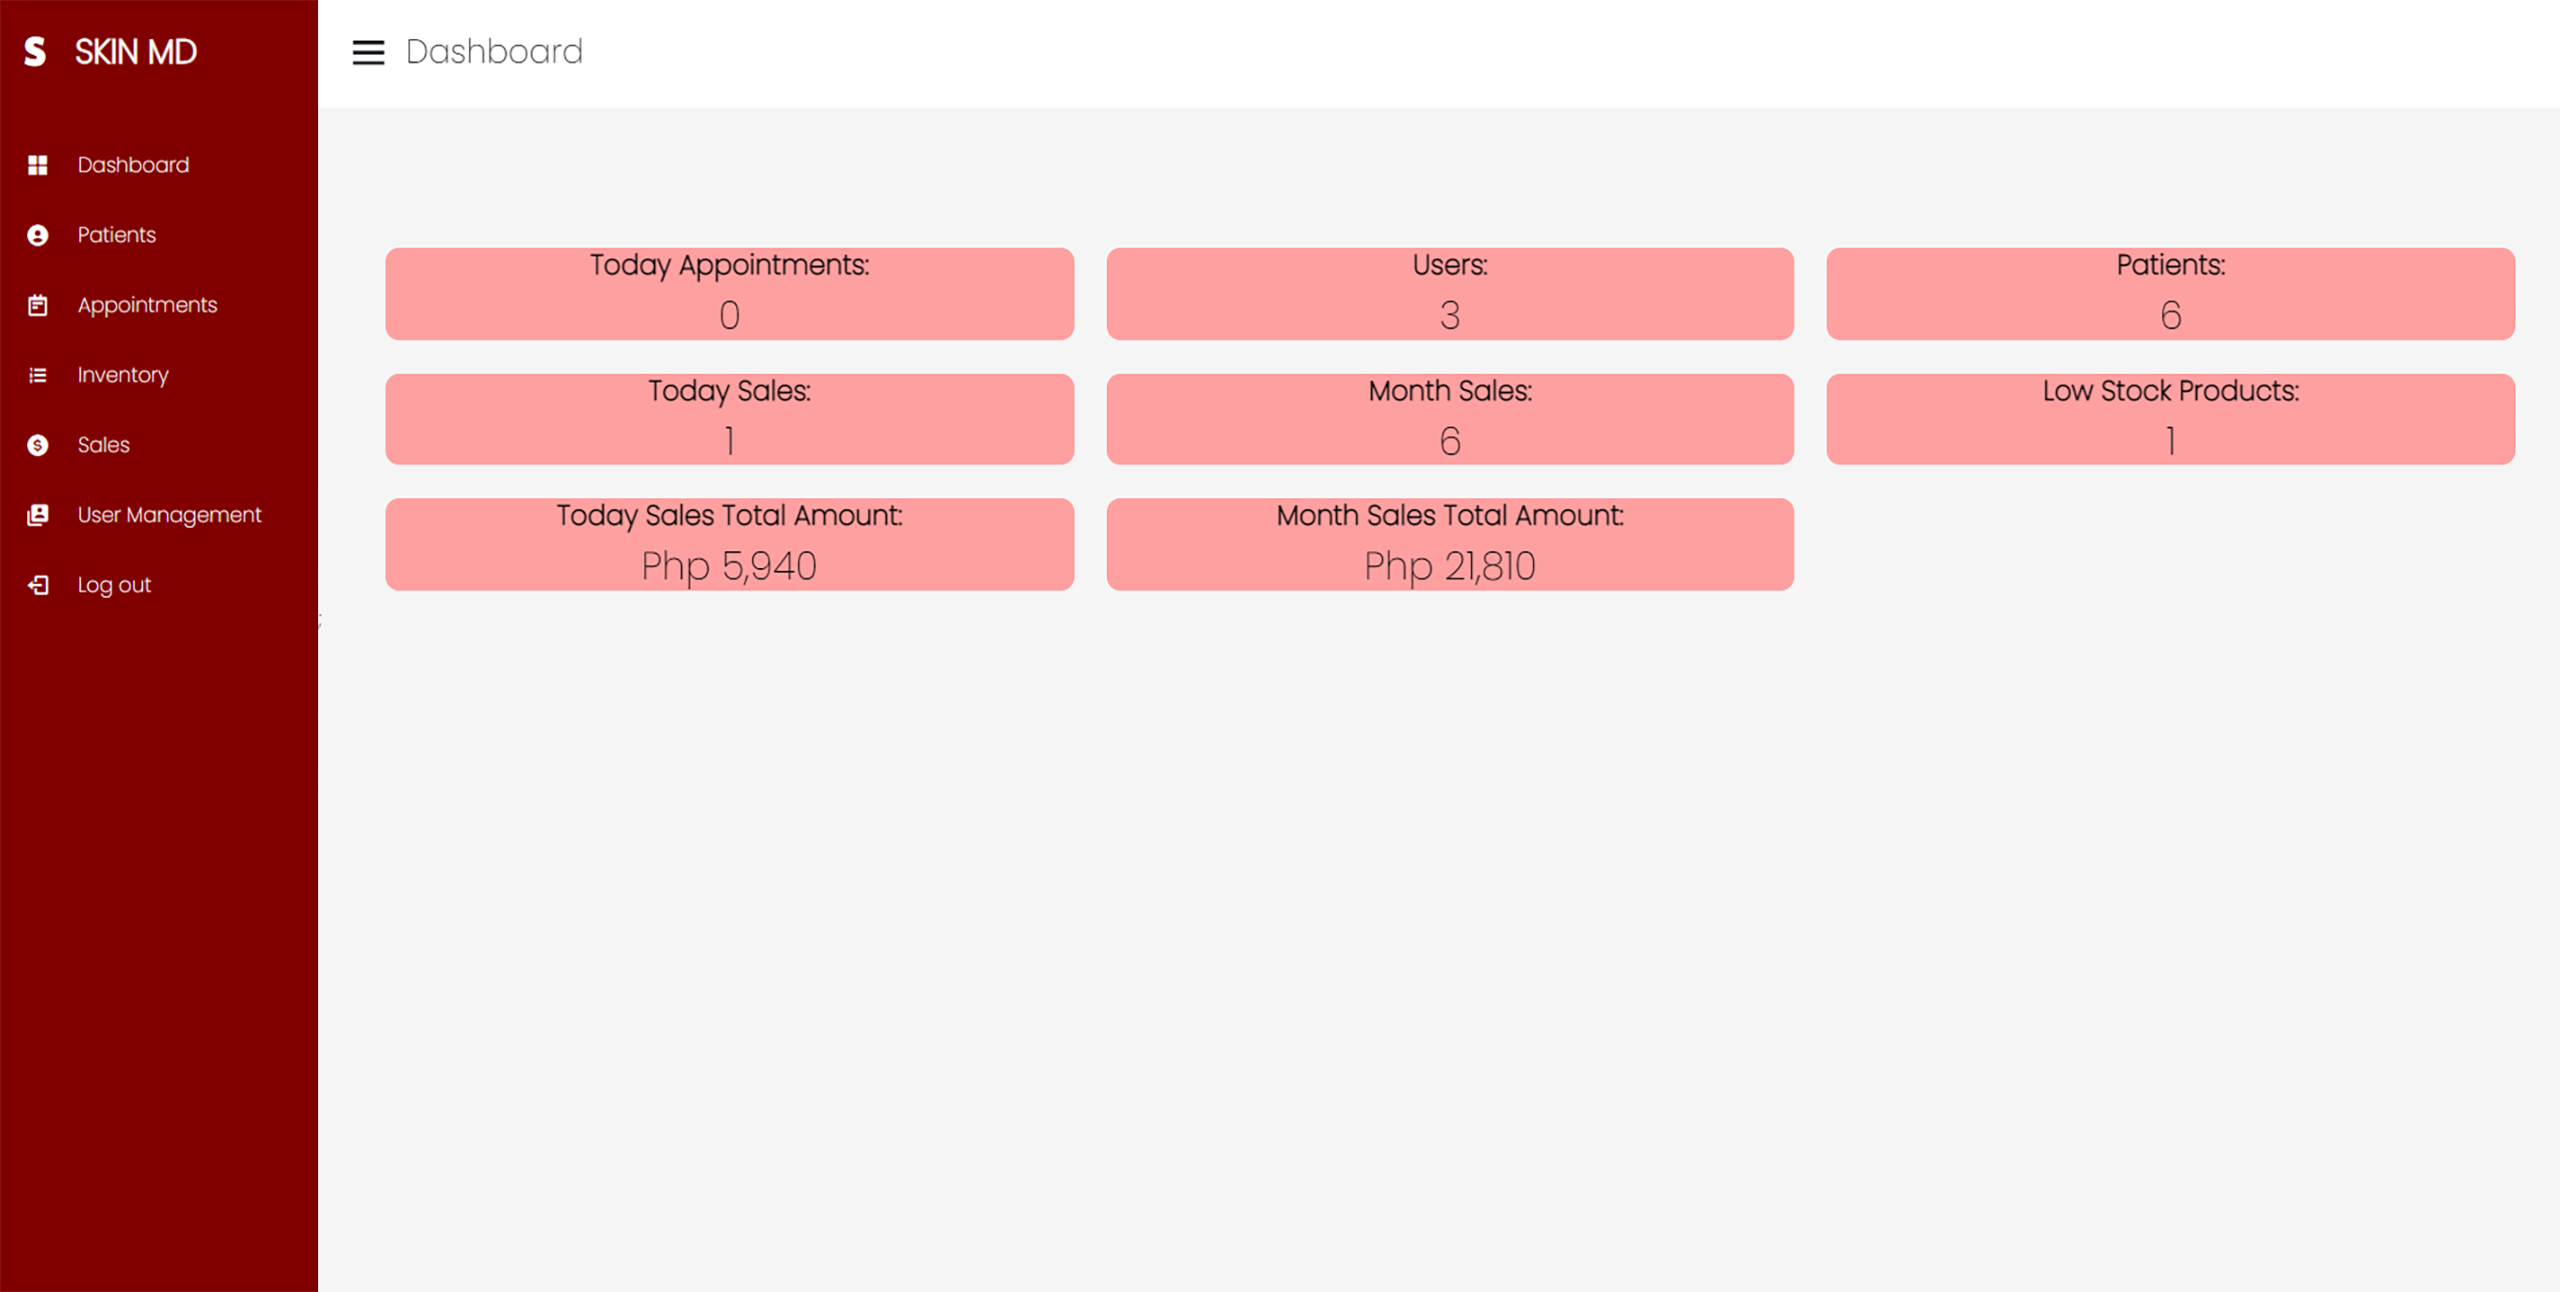 S SKIN MD
Dashboard
Dashboard
Patients
Appointments
Inventory
Sales
User Management
Log out
Today Appointments:
0
Users:
3
Patients:
6
Today Sales:
1
Month Sales:
6
Low Stock Products:
1
Today Sales Total Amount:
Php 5,940
Month Sales Total Amount:
Php 21,810
;